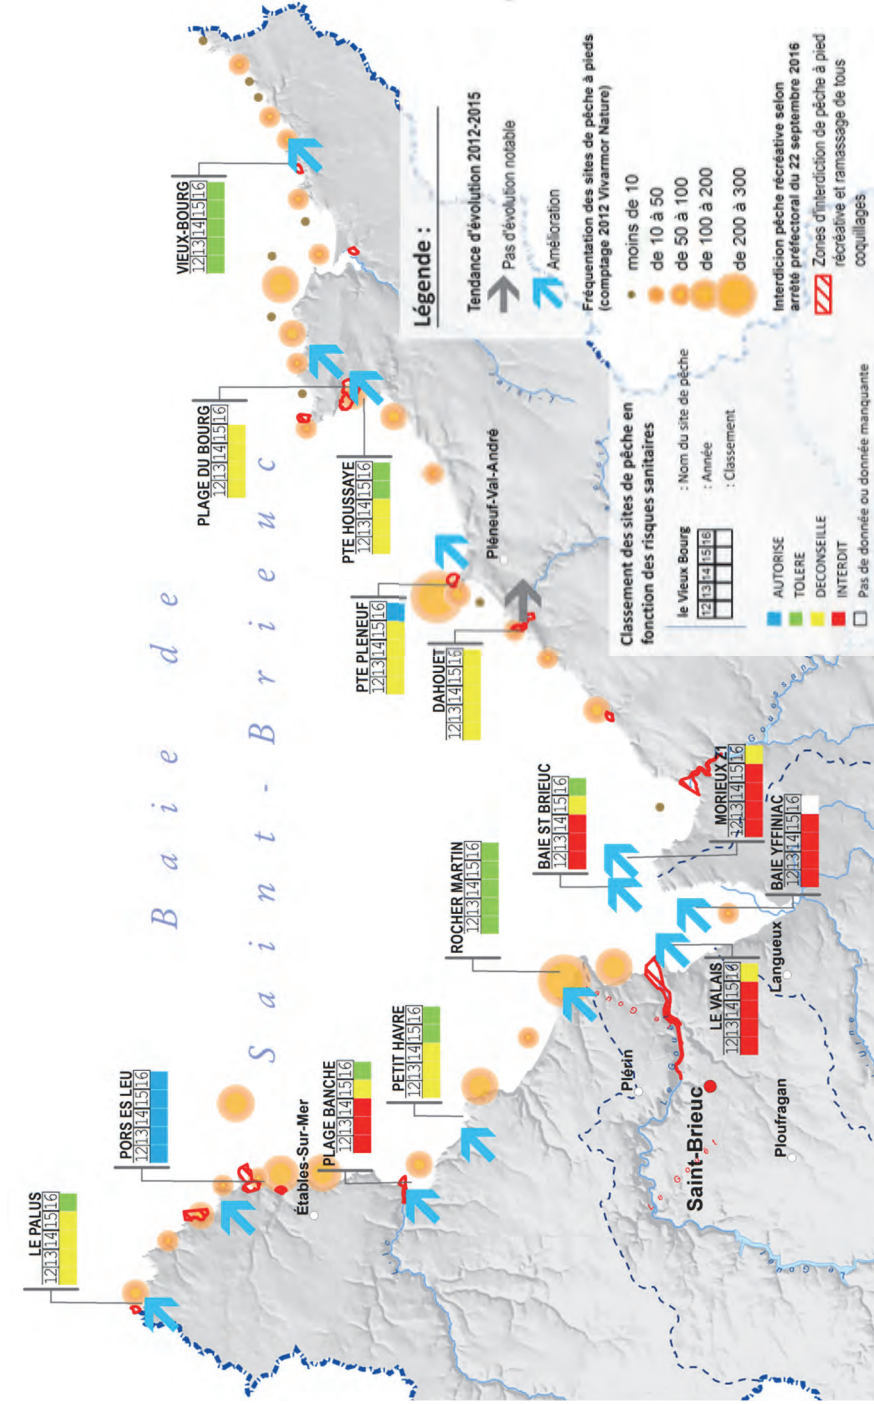 Baie de
Saint-Brieuc
LE PALUS
12 13 14 15 16
PORS ES LEU
12 13 14 15 16
Étables-Sur-Mer
PLAGE BANCHE
12 13 14 15 16
PETIT HAVRE
12 13 14 15 16
ROCHER MARTIN
12 13 14 15 16
BAIE ST BRIEUC
12 13 14 15 16
MORIEUX Z1
12 13 14 15 16
BAIE YFFINIAC
12 13 14 15 16
LE VALAIS
12 13 14 15 16
Langueux
Plérin
Saint-Brieuc
Ploufragan
DAHOUET
12 13 14 15 16
PTE PLENEUF
12 13 14 15 16
Pléneuf-Val-André
PTE HOUSSAYE
12 13 14 15 16
PLAGE DU BOURG
12 13 14 15 16
VIEUX-BOURG
12 13 14 15 16
Classement des sites de pêche en
fonction des risques sanitaires
le Vieux Bourg : Nom du site de pêche
12 13 14 15 16 : Année
: Classement
AUTORISE
TOLERE
DECONSEILLE
INTERDIT
Pas de donnée ou donnée manquante
Légende :
Tendance d'évolution 2012-2015
Pas d'évolution notable
Amélioration
Fréquentation des sites de pêche à pieds
(comptage 2012 Vivarmor Nature)
moins de 10
de 10 à 50
de 50 à 100
de 100 à 200
de 200 à 300
Interdicion pêche récréative selon
arrêté préfectoral du 22 septembre 2016
Zones d'interdiction de pêche à pied
récréative et ramassage de tous
coquillages